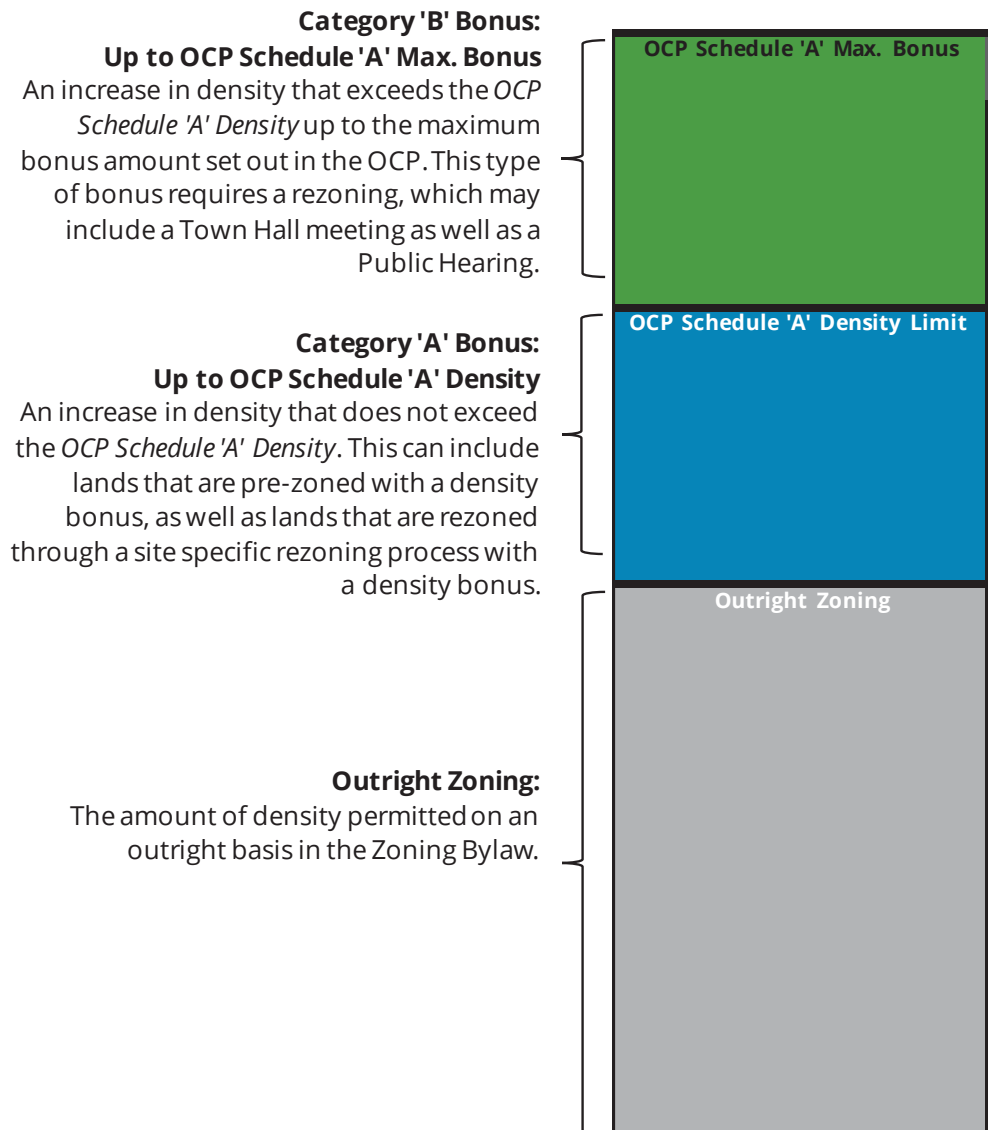 Category 'B' Bonus:
Up to OCP Schedule 'A' Max. Bonus
An increase in density that exceeds the OCP
Schedule 'A' Density up to the maximum
bonus amount set out in the OCP. This type
of bonus requires a rezoning, which may
include a Town Hall meeting as well as a
Public Hearing.
OCP Schedule 'A' Max. Bonus
Category 'A' Bonus:
Up to OCP Schedule 'A' Density
An increase in density that does not exceed
the OCP Schedule 'A' Density. This can include
lands that are pre-zoned with a density
bonus, as well as lands that are rezoned
through a site specific rezoning process with
a density bonus.
OCP Schedule 'A' Density Limit
Outright Zoning:
The amount of density permitted on an
outright basis in the Zoning Bylaw.
Outright Zoning